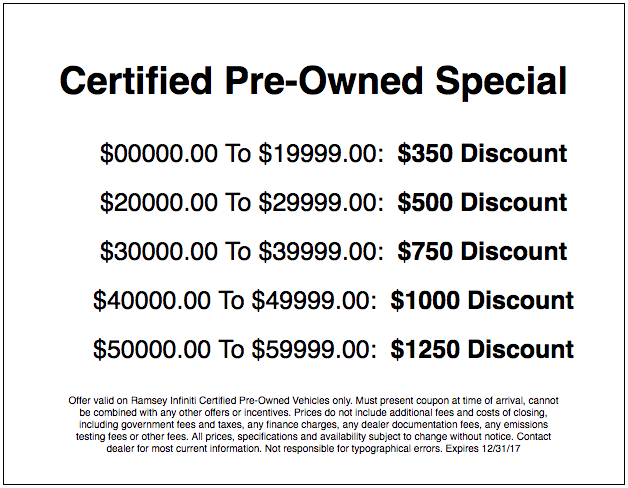 Certified Pre-Owned Special
$00000.00 To $19999.00: $350 Discount
$20000.00 To $29999.00: $500 Discount
$30000.00 To $39999.00: $750 Discount
$40000.00 To $49999.00: $1000 Discount
$50000.00 To $59999.00: $1250 Discount
Offer valid on Ramsey Infiniti Certified Pre-Owned Vehicles only. Must present coupon at time of arrival, cannot
be combined with any other offers or incentives. Prices do not include additional fees and costs of closing,
including government fees and taxes, any finance charges, any dealer documentation fees, any emissions
testing fees or other fees. All prices, specifications and availability subject to change without notice. Contact
dealer for most current information. Not responsible for typographical errors. Expires 12/31/17